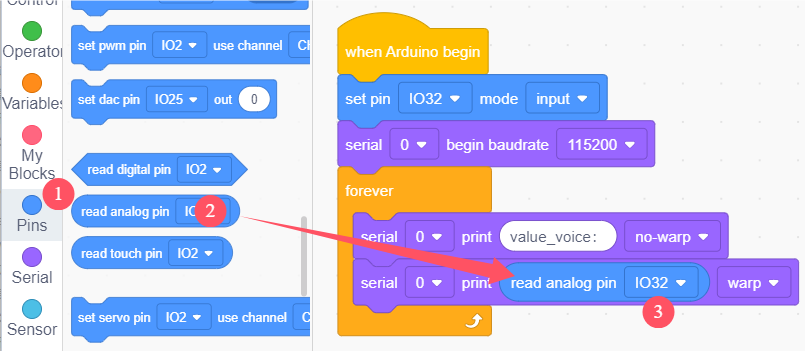 Control
Operator
Variables
My
Blocks
1
Pins
Serial
Sensor
set pwm pin IO2 use channel
set dac pin IO25 out 0
read digital pin IO2
read analog pin 2
read touch pin IO2
set servo pin IO2 use channel
when Arduino begin
set pin IO32 mode input
serial 0 begin baudrate 115200
forever
serial 0 print value_voice: no-warp
serial 0 print read analog pin IO32 warp
3